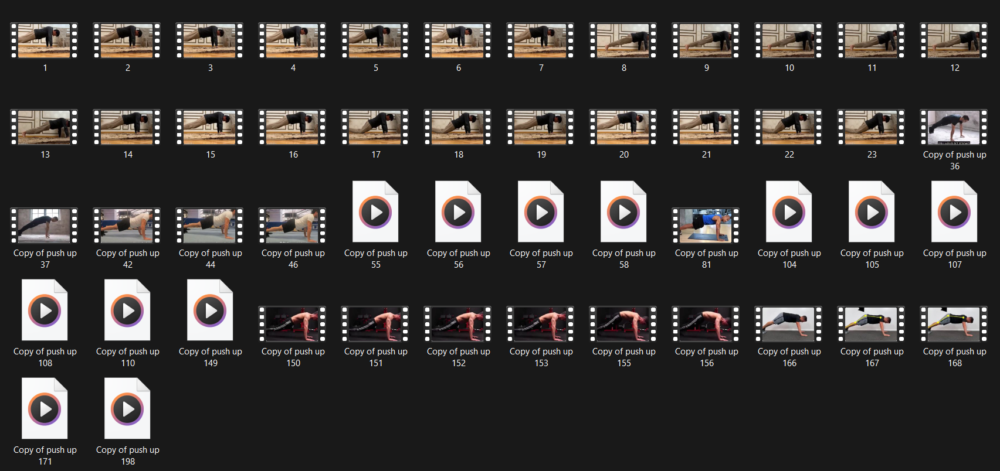 1
2
3
4
5
6
7
8
9
10
11
12
13
14
15
16
17
18
19
20
21
22
23
Copy of push up
36
Copy of push up
37
Copy of push up
42
Copy of push up
44
Copy of push up
46
Copy of push up
55
Copy of push up
56
Copy of push up
57
Copy of push up
58
Copy of push up
81
Copy of push up
104
Copy of push up
105
Copy of push up
107
Copy of push up
108
Copy of push up
110
Copy of push up
149
Copy of push up
150
Copy of push up
151
Copy of push up
152
Copy of push up
153
Copy of push up
155
Copy of push up
156
Copy of push up
166
Copy of push up
167
Copy of push up
168
Copy of push up
171
Copy of push up
198